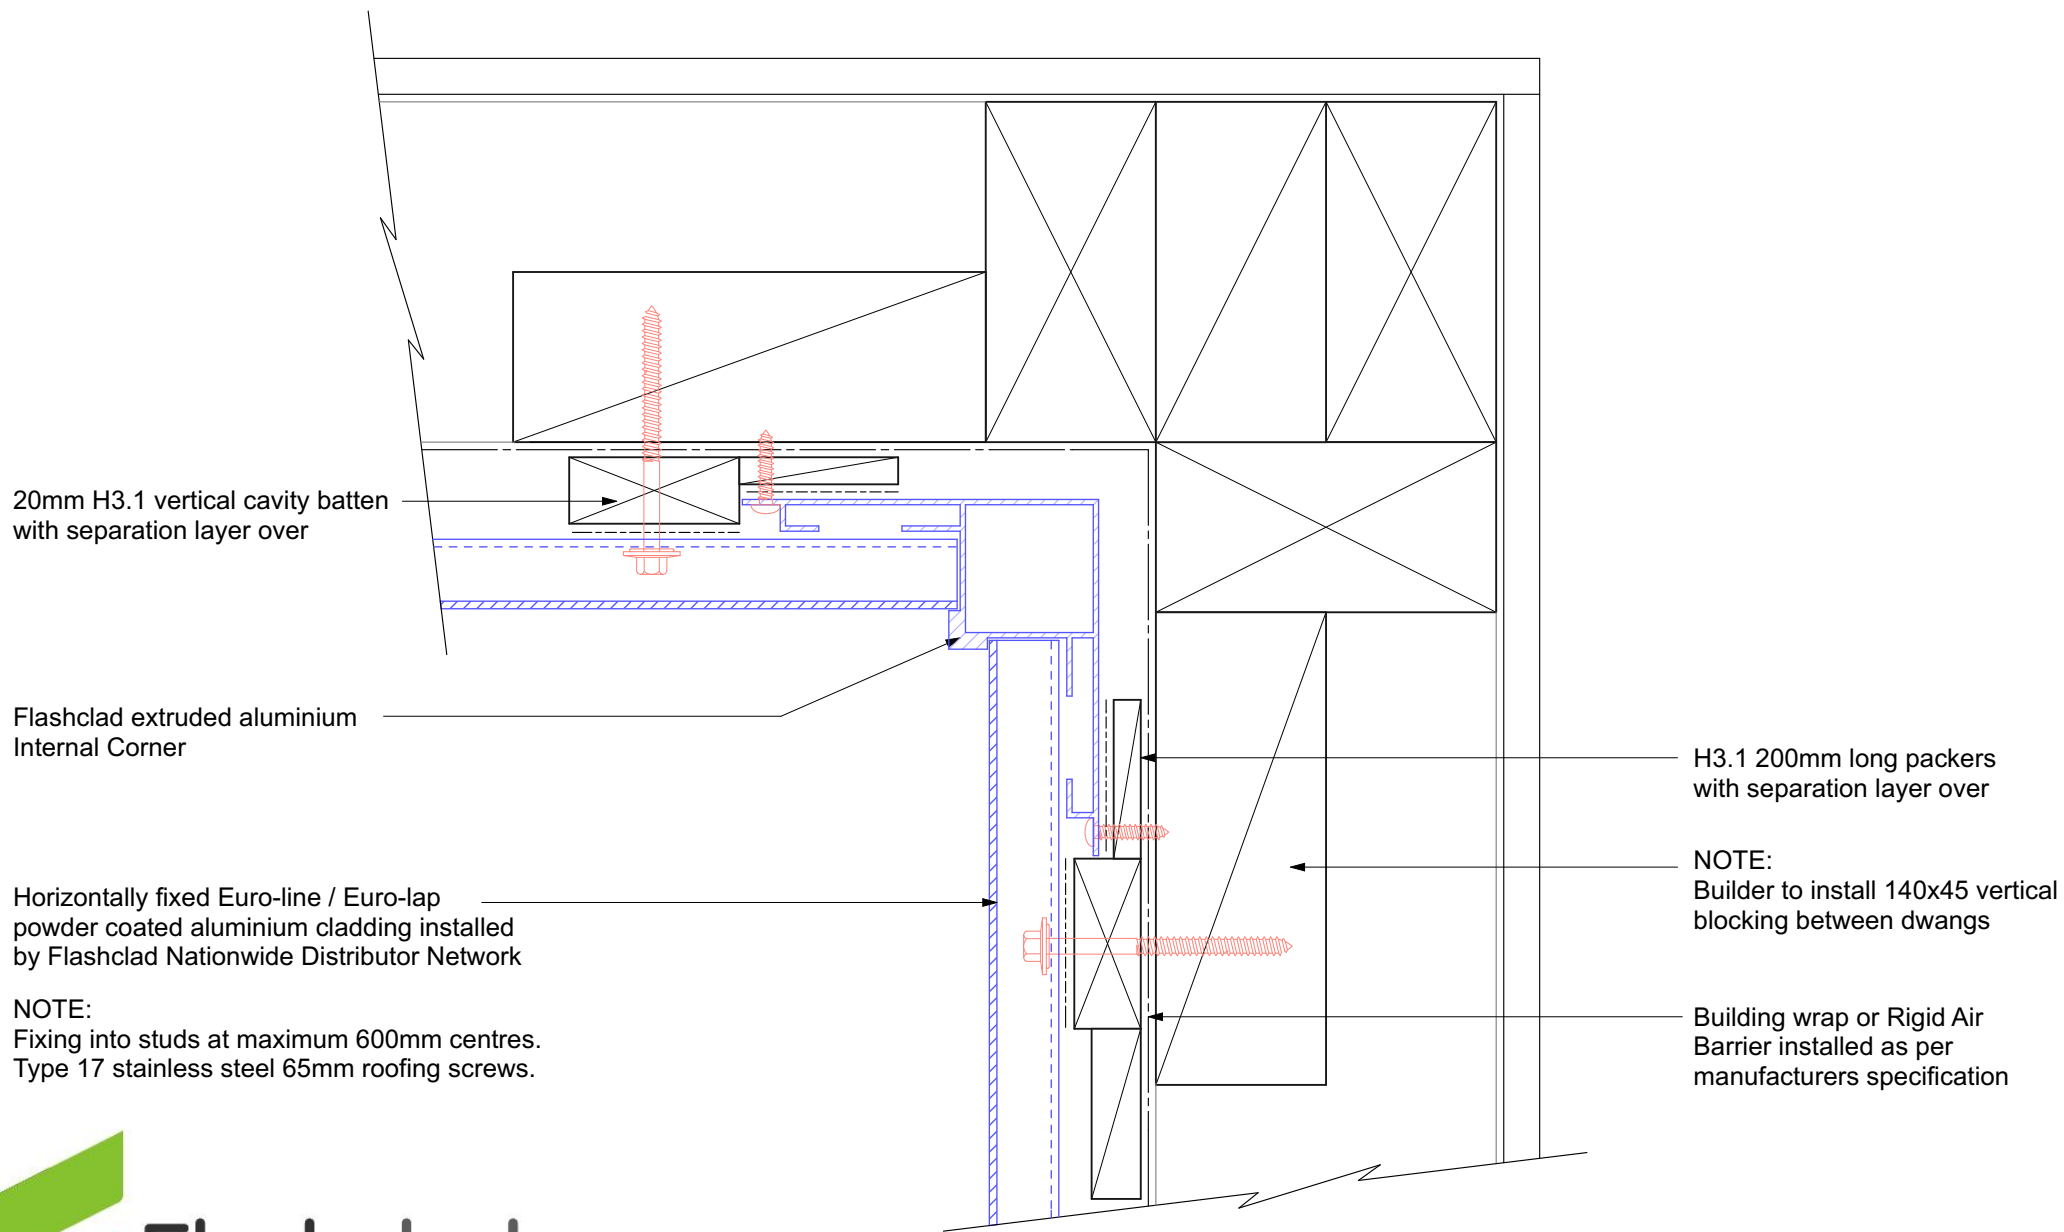 20mm H3.1 vertical cavity batten
with separation layer over
Flashclad extruded aluminium
Internal Corner
Horizontally fixed Euro-line / Euro-lap
powder coated aluminium cladding installed
by Flashclad Nationwide Distributor Network
NOTE:
Fixing into studs at maximum 600mm centres.
Type 17 stainless steel 65mm roofing screws.
H3.1 200mm long packers
with separation layer over
NOTE:
Builder to install 140x45 vertical
blocking between dwangs
Building wrap or Rigid Air
Barrier installed as per
manufacturers specification